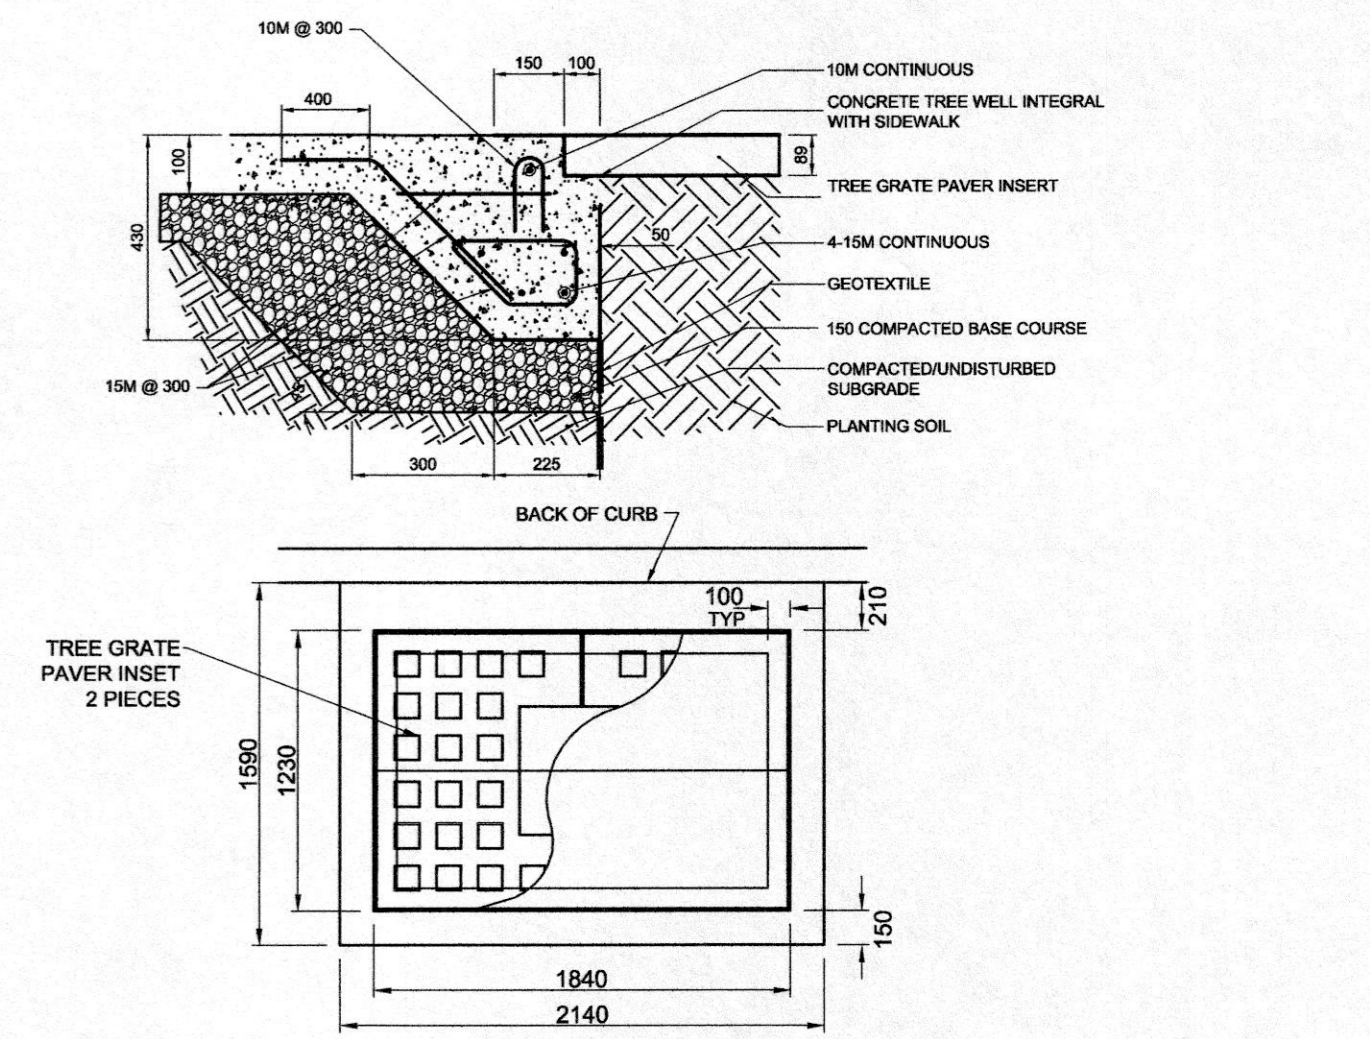 10M @ 300
150
100
10M CONTINUOUS
400
CONCRETE TREE WELL INTEGRAL
WITH SIDEWALK
100
89
TREE GRATE PAVER INSERT
430
50
4-15M CONTINUOUS
GEOTEXTILE
150 COMPACTED BASE COURSE
15M @ 300
COMPACTED/UNDISTURBED
SUBGRADE
PLANTING SOIL
300
225
BACK OF CURB
100
TYP
210
TREE GRATE
PAVER INSET
2 PIECES
1590
1230
150
1840
2140